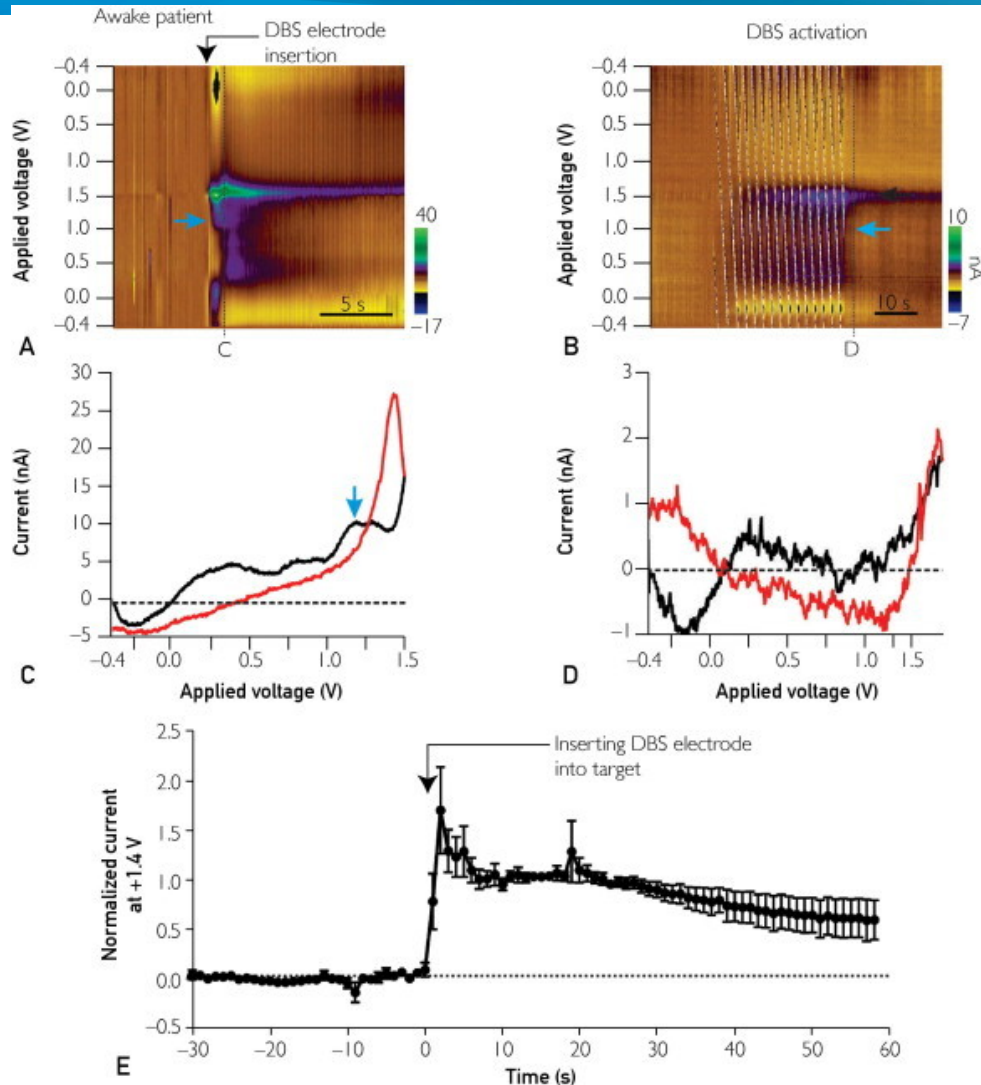 Awake patient
DBS electrode
insertion
DBS activation
Applied voltage (V)
−0.4
0.0
0.5
1.0
1.5
1.0
0.5
0.0
−0.4
40
−17
5 s
A
C
Applied voltage (V)
−0.4
0.0
0.5
1.0
1.5
1.0
0.5
0.0
−0.4
10
nA
−7
10 s
B
D
Current (nA)
30
25
20
15
10
5
0
−5
−0.4
0.0
0.5
1.0
1.5
C
Applied voltage (V)
Current (nA)
3
2
1
0
−1
−0.4
0.0
0.5
1.0
1.5
D
Applied voltage (V)
Inserting DBS electrode
into target
Normalized current
at +1.4 V
2.5
2.0
1.5
1.0
0.5
0.0
−0.5
−30
−20
−10
0
10
20
30
40
50
60
E
Time (s)